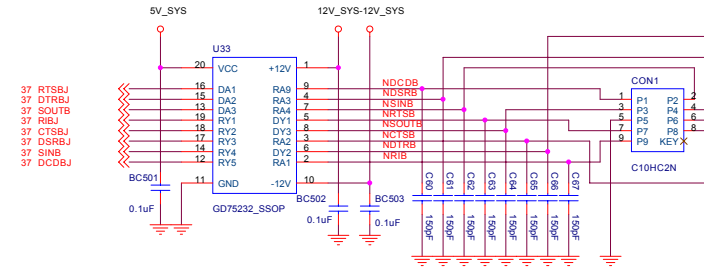 5V_SYS
12V_SYS-12V_SYS
U33
20 VCC +12V 1
37 RTSBJ 16 DA1 RA9 9 NDCDB
37 DTRBJ 15 DA2 RA3 4 NDSRB
37 SOUTB 13 DA3 RA4 7 NSINB
37 RIBJ 19 RY1 DY1 5 NRTSB
37 CTSBJ 18 RY2 DY3 8 NSOUTB
37 DSRBJ 17 RY3 RA2 3 NCTSB
37 SINB 14 RY4 DY2 6 NDTRB
37 DCDBJ 12 RY5 RA1 2 NRIB
11 GND -12V 10
GD75232_SSOP
BC501
0.1uF
BC502
0.1uF
BC503
0.1uF
C60
C61
C62
C63
C64
C65
C66
C67
150pF
150pF
150pF
150pF
150pF
150pF
150pF
150pF
CON1
1 P1 P2 2
3 P3 P4 4
5 P5 P6 6
7 P7 P8 8
9 P9 KEY
C10HC2N